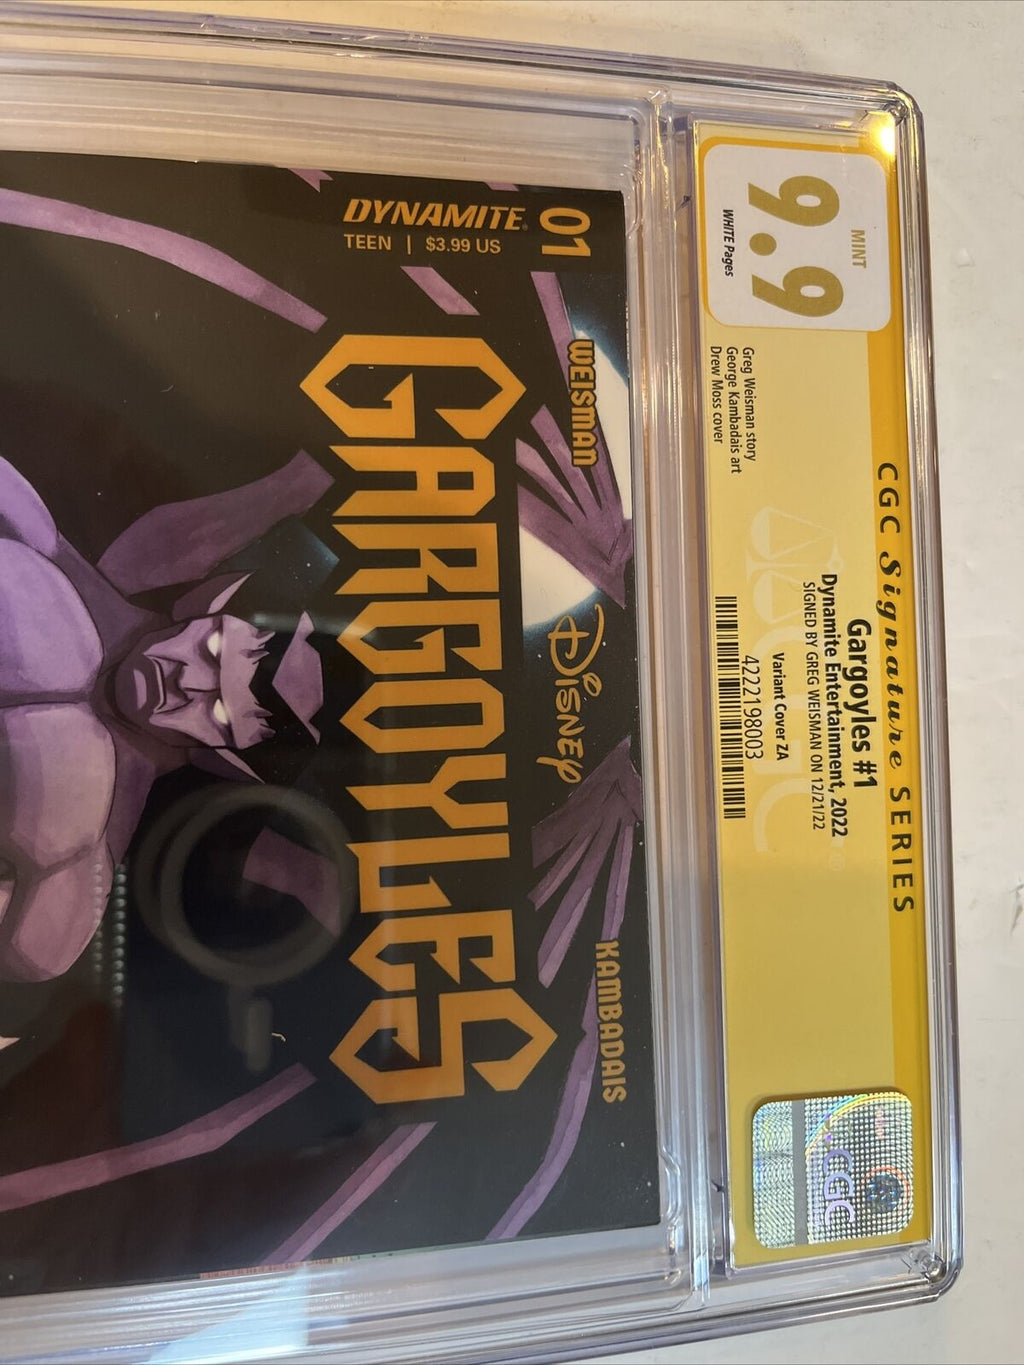 CGC Signature SERIES
9.9
MINT
WHITE Pages
Greg Weisman story
George Kambadais art
Drew Moss cover
Gargoyles #1
Dynamite Entertainment, 2022
SIGNED BY GREG WEISMAN ON 12/21/22
Variant Cover ZA
4222198003
CGC
DYNAMITE®
TEEN | $3.99 US
01
WEISMAN
DISNEY
KAMBADAIS
GARGOYLES